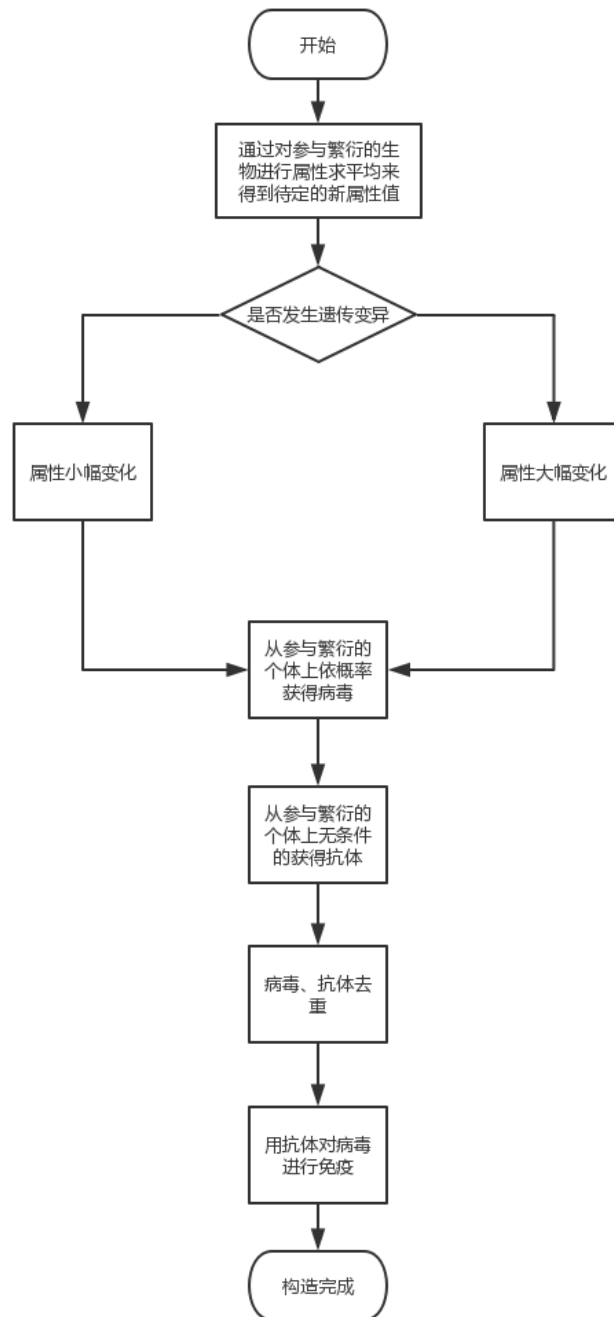 开始
通过对参与繁衍的生
物进行属性求平均来
得到待定的新属性值
是否发生遗传变异
属性小幅变化
属性大幅变化
从参与繁衍的
个体上依概率
获得病毒
从参与繁衍的
个体上无条件
的获得抗体
病毒、抗体去
重
用抗体对病毒
进行免疫
构造完成